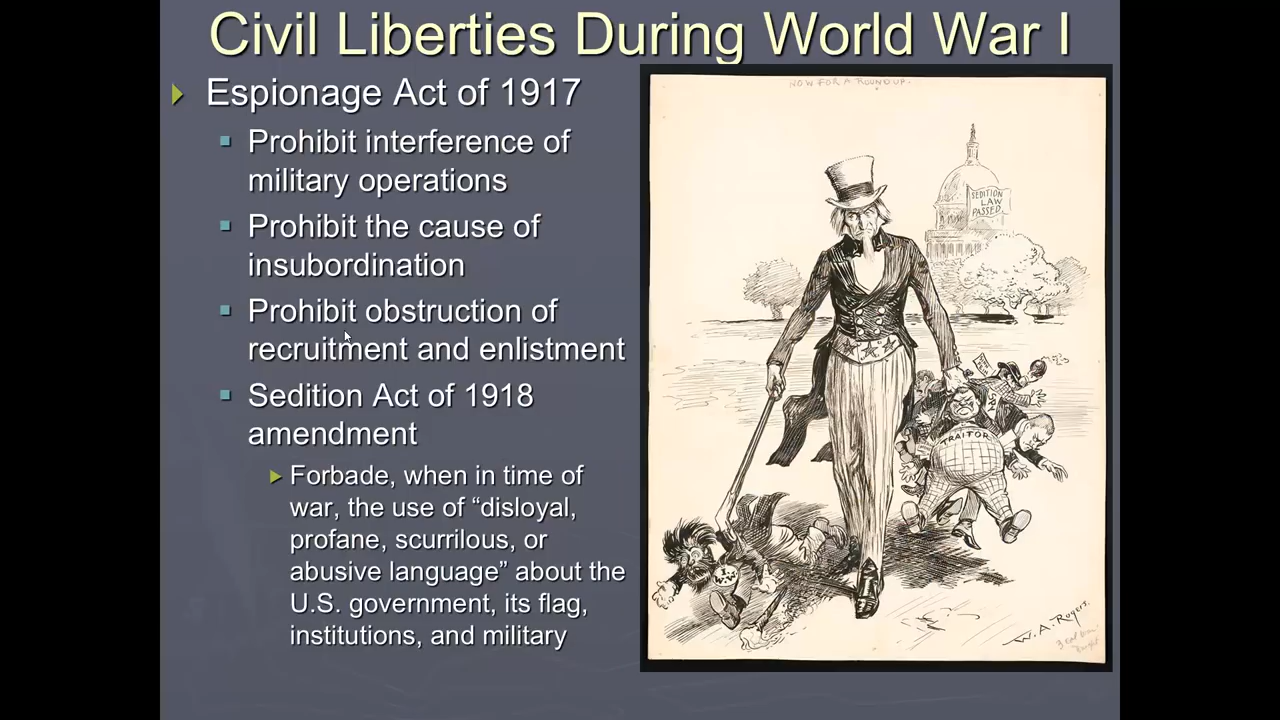 Civil Liberties During World War I
Espionage Act of 1917
Prohibit interference of
military operations
Prohibit the cause of
insubordination
Prohibit obstruction of
recruitment and enlistment
Sedition Act of 1918
amendment
Forbade, when in time of
war, the use of “disloyal,
profane, scurrilous, or
abusive language” about the
U.S. government, its flag,
institutions, and military
NOW FOR A ROUND UP.
SEDITION
LAW
PASSED
TRAITOR
W.A. Rogers.